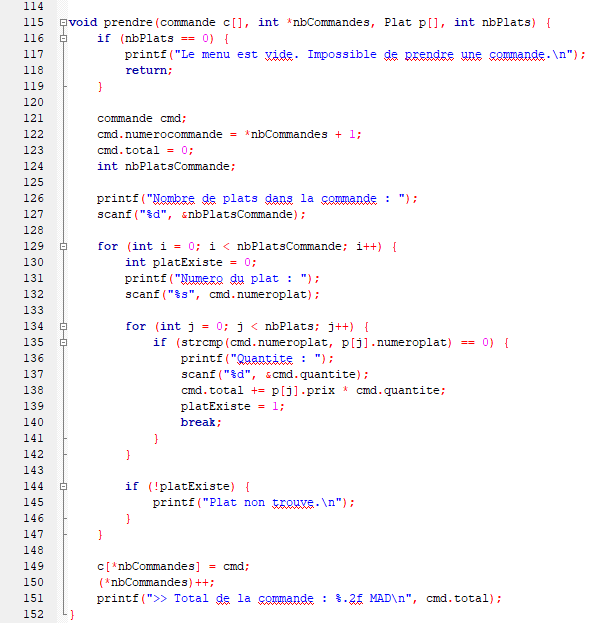 114
115 void prendre(commande c[], int *nbCommandes, Plat p[], int nbPlats) {
116     if (nbPlats == 0) {
117         printf("Le menu est vide. Impossible de prendre une commande.\n");
118         return;
119     }
120
121     commande cmd;
122     cmd.numerocommande = *nbCommandes + 1;
123     cmd.total = 0;
124     int nbPlatsCommande;
125
126     printf("Nombre de plats dans la commande : ");
127     scanf("%d", &nbPlatsCommande);
128
129     for (int i = 0; i < nbPlatsCommande; i++) {
130         int platExiste = 0;
131         printf("Numero du plat : ");
132         scanf("%s", cmd.numeroplat);
133
134         for (int j = 0; j < nbPlats; j++) {
135             if (strcmp(cmd.numeroplat, p[j].numeroplat) == 0) {
136                 printf("Quantite : ");
137                 scanf("%d", &cmd.quantite);
138                 cmd.total += p[j].prix * cmd.quantite;
139                 platExiste = 1;
140                 break;
141             }
142         }
143
144         if (!platExiste) {
145             printf("Plat non trouve.\n");
146         }
147     }
148
149     c[*nbCommandes] = cmd;
150     (*nbCommandes)++;
151     printf(">> Total de la commande : %.2f MAD\n", cmd.total);
152 }